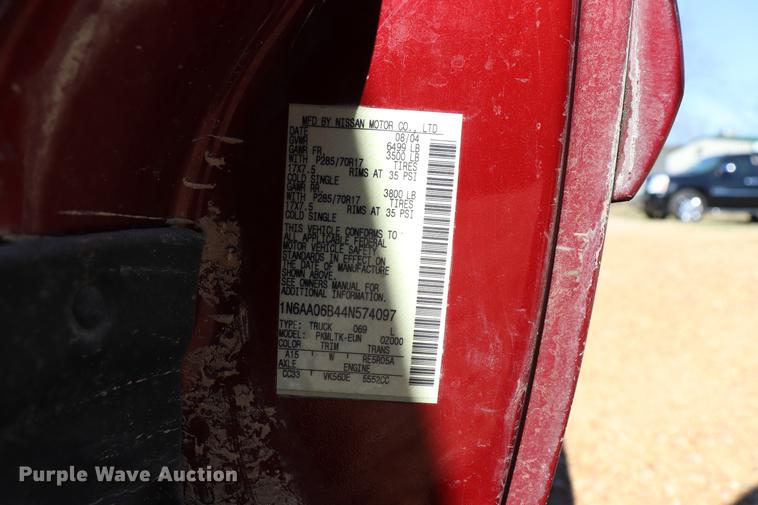 MFD BY NISSAN MOTOR CO., LTD
DATE 08/04
GVWR 6499 LB
GAWR FR. 3500 LB
WITH P285/70R17 TIRES
17X7.5 RIMS AT 35 PSI
COLD SINGLE
GAWR RR. 3800 LB
WITH P285/70R17 TIRES
17X7.5 RIMS AT 35 PSI
COLD SINGLE
THIS VEHICLE CONFORMS TO
ALL APPLICABLE FEDERAL
MOTOR VEHICLE SAFETY
STANDARDS IN EFFECT ON
THE DATE OF MANUFACTURE
SHOWN ABOVE.
SEE OWNERS MANUAL FOR
ADDITIONAL INFORMATION.
1N6AA06B44N574097
TYPE: TRUCK 069 L
MODEL: PKMLTK-EUN 0Z000
COLOR TRIM TRANS
A15 W RE5R05A
AXLE ENGINE
CC33 VK56DE 5552CC
Purple Wave Auction